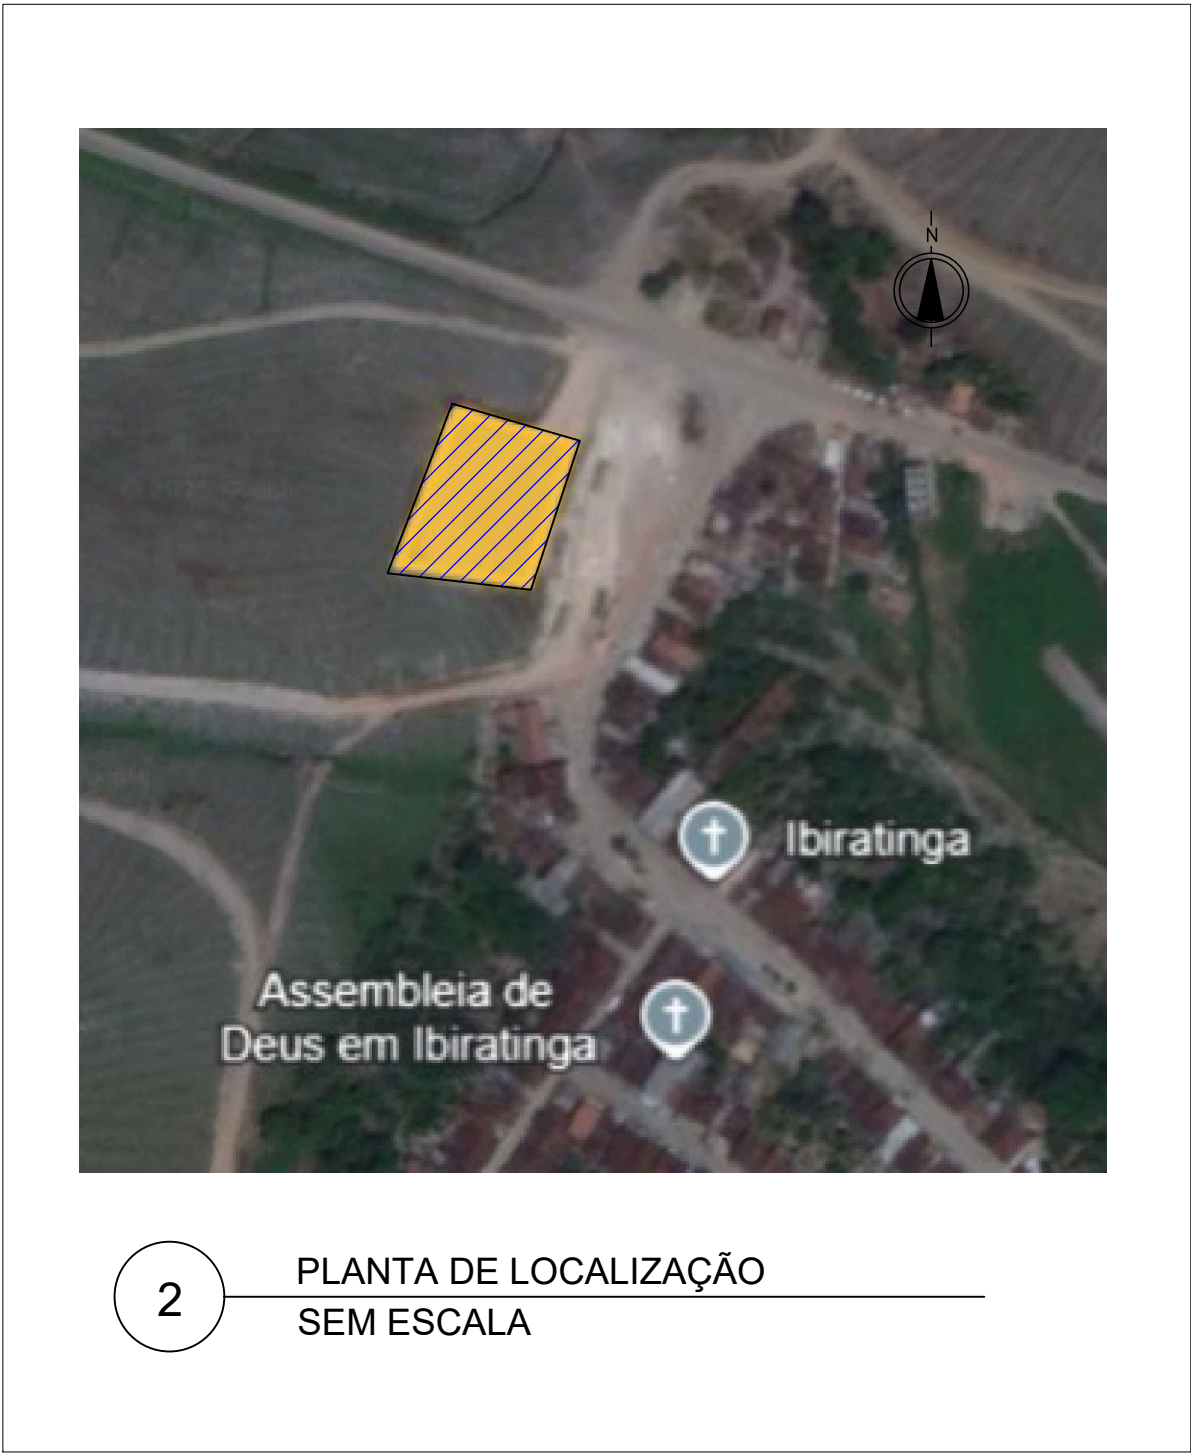 N
Ibiratinga
Assembleia de
Deus em Ibiratinga
2
PLANTA DE LOCALIZAÇÃO
SEM ESCALA